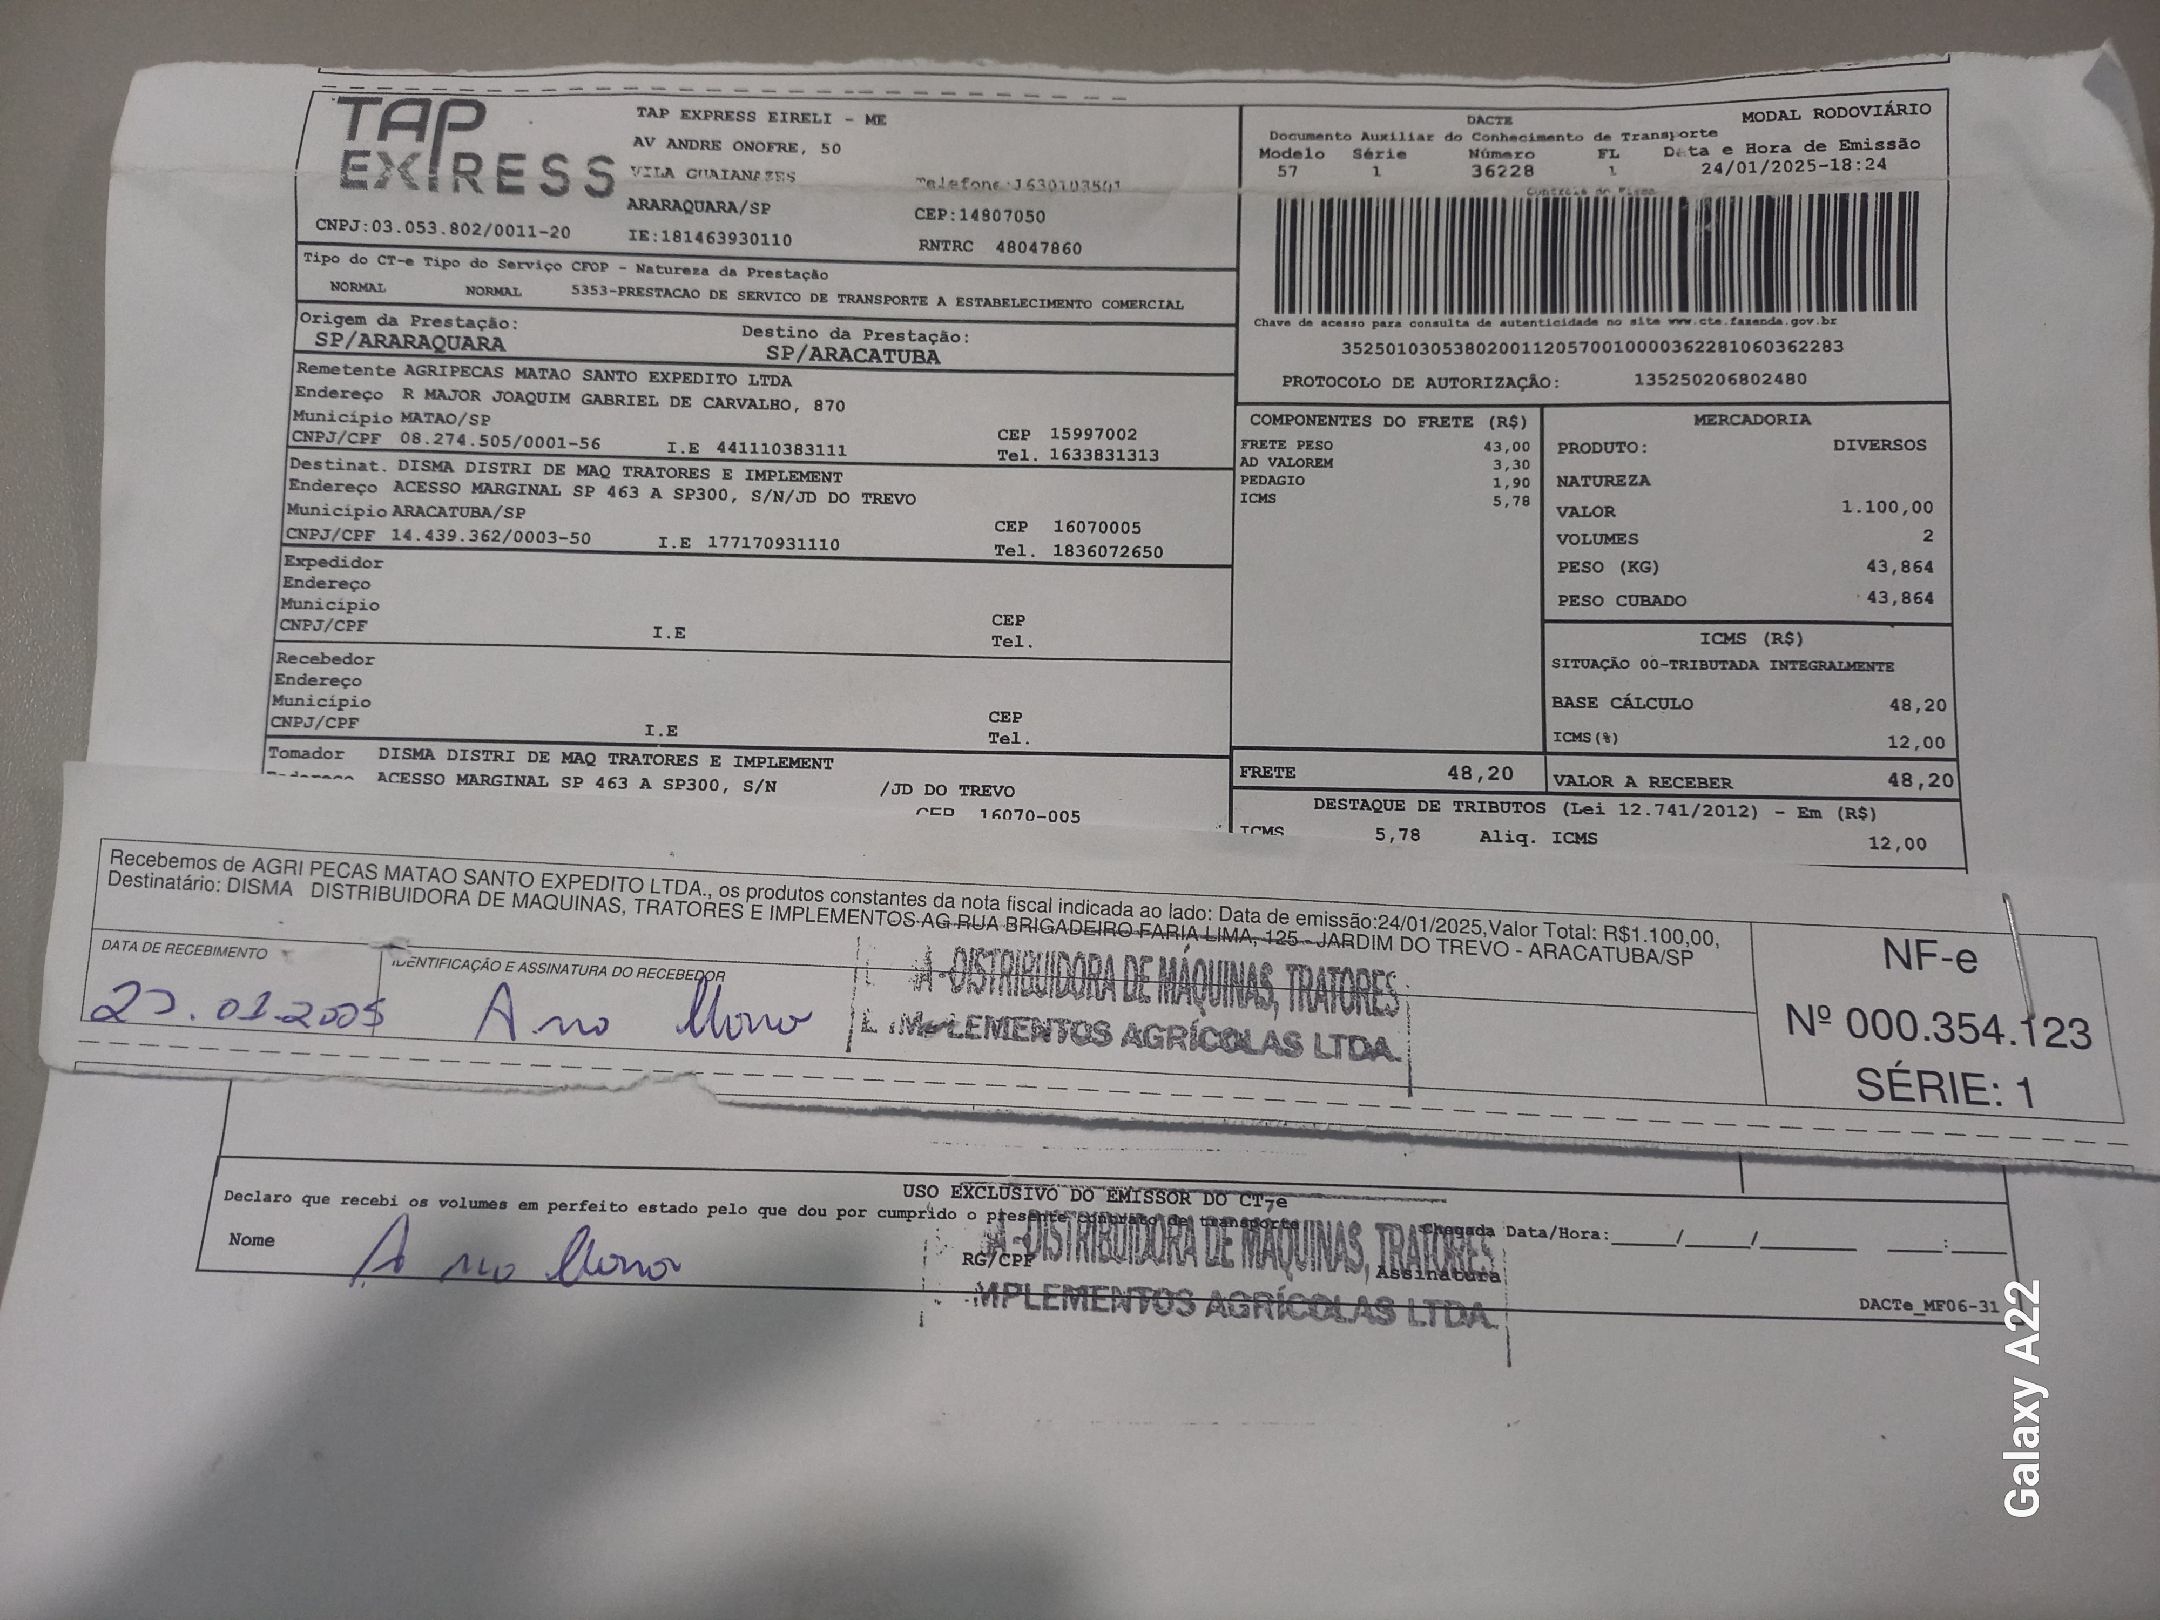 TAP EXPRESS
TAP EXPRESS EIRELI - ME
AV ANDRE ONOFRE, 50
VILA GUAIANAZES
Telefone:1630103501
ARARAQUARA/SP
CEP:14807050
CNPJ:03.053.802/0011-20
IE:181463930110
RNTRC 48047860
DACTE
MODAL RODOVIÁRIO
Documento Auxiliar do Conhecimento de Transporte
Modelo Série Número FL Data e Hora de Emissão
57 1 36228 1 24/01/2025-18:24
Controle do Fisco
Chave de acesso para consulta de autenticidade no site www.cte.fazenda.gov.br
35250103053802001120570010000362281060362283
PROTOCOLO DE AUTORIZAÇÃO: 135250206802480
Tipo do CT-e Tipo do Serviço CFOP - Natureza da Prestação
NORMAL NORMAL 5353-PRESTACAO DE SERVICO DE TRANSPORTE A ESTABELECIMENTO COMERCIAL
Origem da Prestação: Destino da Prestação:
SP/ARARAQUARA SP/ARACATUBA
Remetente AGRIPECAS MATAO SANTO EXPEDITO LTDA
Endereço R MAJOR JOAQUIM GABRIEL DE CARVALHO, 870
Município MATAO/SP CEP 15997002
CNPJ/CPF 08.274.505/0001-56 I.E 441110383111 Tel. 1633831313
Destinat. DISMA DISTRI DE MAQ TRATORES E IMPLEMENT
Endereço ACESSO MARGINAL SP 463 A SP300, S/N/JD DO TREVO
Município ARACATUBA/SP CEP 16070005
CNPJ/CPF 14.439.362/0003-50 I.E 177170931110 Tel. 1836072650
Expedidor
Endereço
Município CEP
CNPJ/CPF I.E Tel.
Recebedor
Endereço
Município CEP
CNPJ/CPF I.E Tel.
Tomador DISMA DISTRI DE MAQ TRATORES E IMPLEMENT
Endereço ACESSO MARGINAL SP 463 A SP300, S/N /JD DO TREVO
CEP 16070-005
COMPONENTES DO FRETE (R$)
FRETE PESO 43,00
AD VALOREM 3,30
PEDAGIO 1,90
ICMS 5,78
MERCADORIA
PRODUTO: DIVERSOS
NATUREZA
VALOR 1.100,00
VOLUMES 2
PESO (KG) 43,864
PESO CUBADO 43,864
ICMS (R$)
SITUAÇÃO 00-TRIBUTADA INTEGRALMENTE
BASE CÁLCULO 48,20
ICMS(%) 12,00
FRETE 48,20 VALOR A RECEBER 48,20
DESTAQUE DE TRIBUTOS (Lei 12.741/2012) - Em (R$)
ICMS 5,78 Aliq. ICMS 12,00
Recebemos de AGRI PECAS MATAO SANTO EXPEDITO LTDA., os produtos constantes da nota fiscal indicada ao lado: Data de emissão:24/01/2025,Valor Total: R$1.100,00,
Destinatário: DISMA DISTRIBUIDORA DE MAQUINAS, TRATORES E IMPLEMENTOS AG RUA BRIGADEIRO FARIA LIMA, 125 - JARDIM DO TREVO - ARACATUBA/SP
DATA DE RECEBIMENTO
IDENTIFICAÇÃO E ASSINATURA DO RECEBEDOR
A - DISTRIBUIDORA DE MÁQUINAS, TRATORES
E IMPLEMENTOS AGRÍCOLAS LTDA.
NF-e
Nº 000.354.123
SÉRIE: 1
USO EXCLUSIVO DO EMISSOR DO CT7e
Declaro que recebi os volumes em perfeito estado pelo que dou por cumprido o presente contrato de transporte Chegada Data/Hora:____/____/______ ___:___
Nome RG/CPF Assinatura
A - DISTRIBUIDORA DE MÁQUINAS, TRATORES
IMPLEMENTOS AGRÍCOLAS LTDA.
DACTe_MF06-31
Galaxy A22